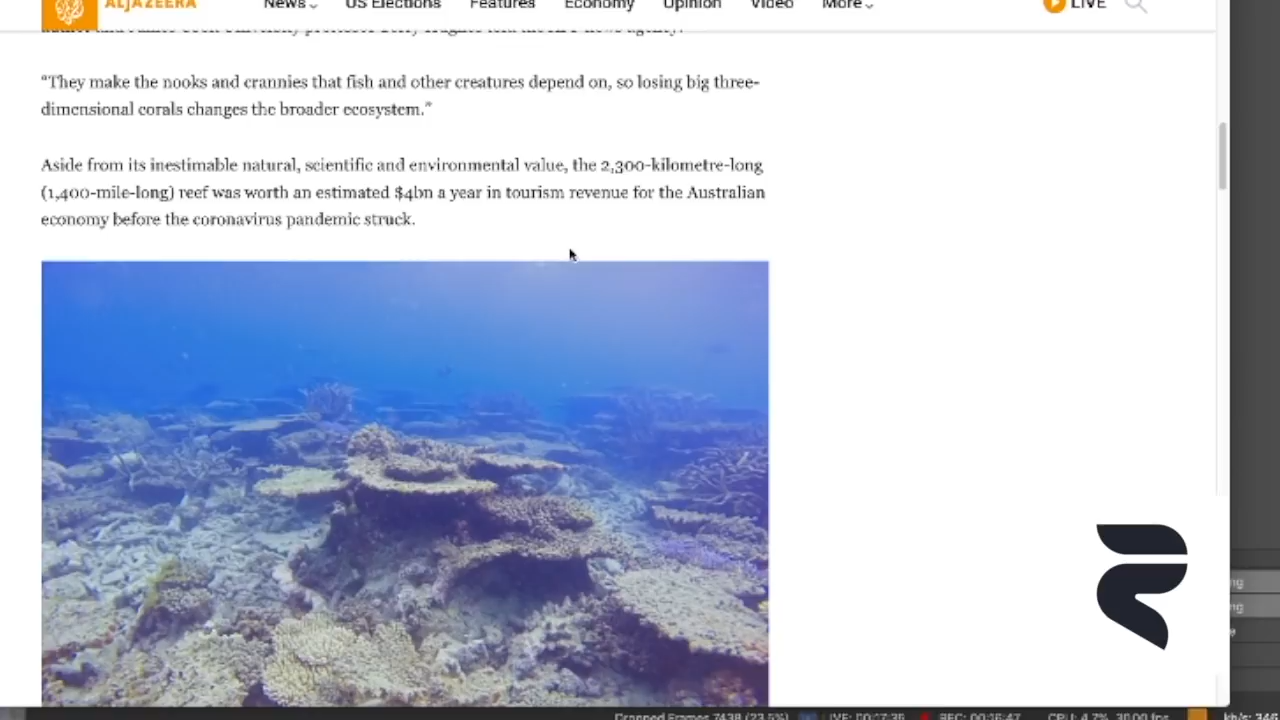 ALJAZEERA
News
US Elections
Features
Economy
Opinion
Video
More
LIVE
“They make the nooks and crannies that fish and other creatures depend on, so losing big three-
dimensional corals changes the broader ecosystem.”
Aside from its inestimable natural, scientific and environmental value, the 2,300-kilometre-long
(1,400-mile-long) reef was worth an estimated $4bn a year in tourism revenue for the Australian
economy before the coronavirus pandemic struck.